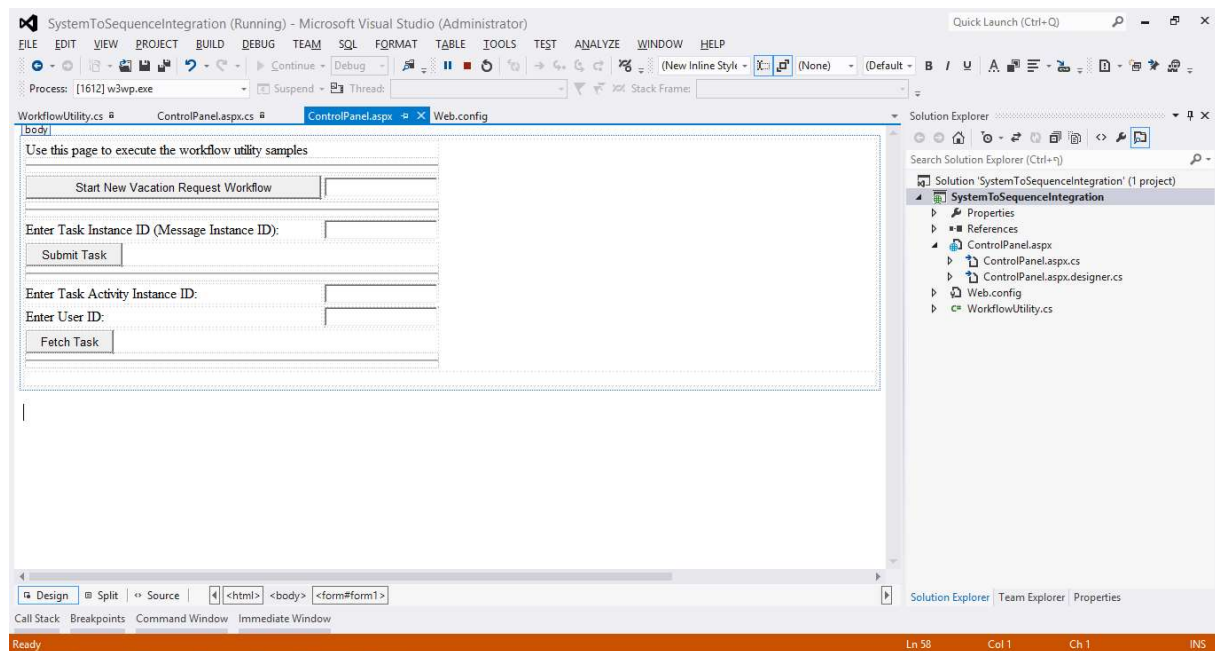 SystemToSequenceIntegration (Running) - Microsoft Visual Studio (Administrator)
Quick Launch (Ctrl+Q)
FILE EDIT VIEW PROJECT BUILD DEBUG TEAM SQL FORMAT TABLE TOOLS TEST ANALYZE WINDOW HELP
Continue Debug (New Inline Style (None) (Default B I U A
Process: [1612] w3wp.exe Suspend Thread: Stack Frame:
WorkflowUtility.cs ControlPanel.aspx.cs ControlPanel.aspx Web.config
Solution Explorer
body
Use this page to execute the workflow utility samples
Search Solution Explorer (Ctrl+η)
Start New Vacation Request Workflow
Solution 'SystemToSequenceIntegration' (1 project)
SystemToSequenceIntegration
Properties
References
ControlPanel.aspx
ControlPanel.aspx.cs
ControlPanel.aspx.designer.cs
Web.config
C# WorkflowUtility.cs
Enter Task Instance ID (Message Instance ID):
Submit Task
Enter Task Activity Instance ID:
Enter User ID:
Fetch Task
Design Split Source <html> <body> <form#form1>
Solution Explorer Team Explorer Properties
Call Stack Breakpoints Command Window Immediate Window
Ready Ln 58 Col 1 Ch 1 INS